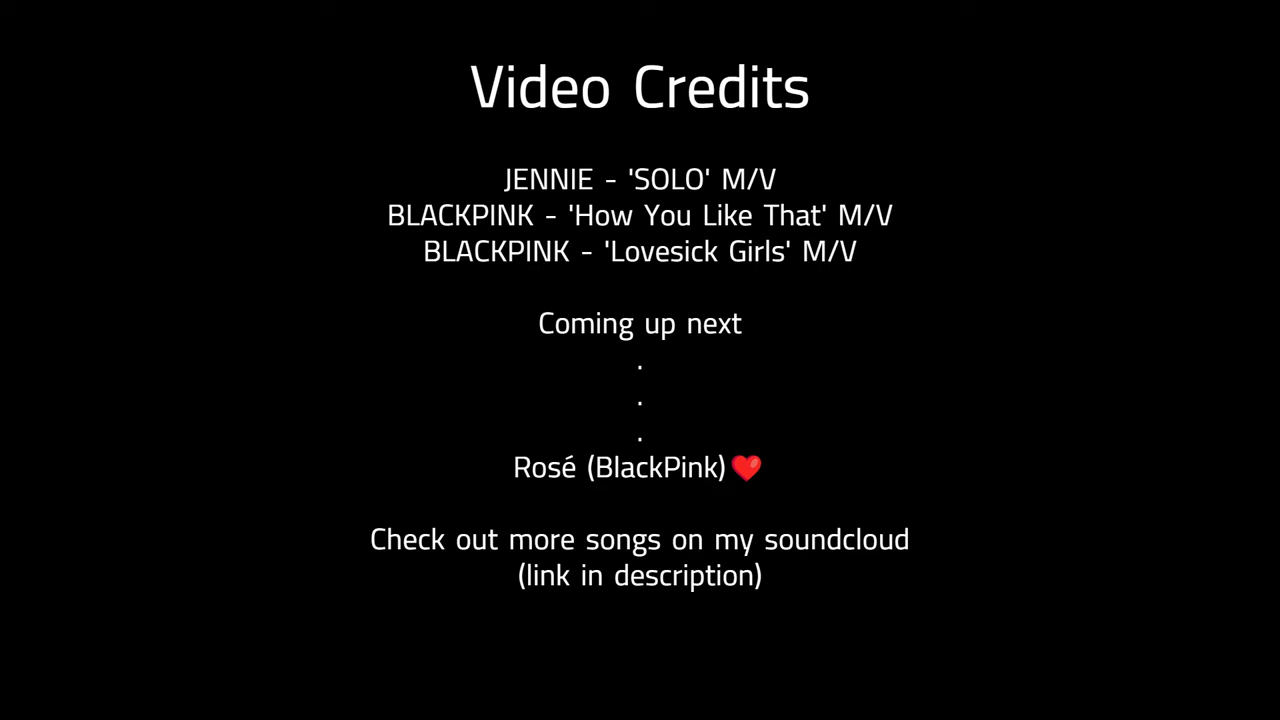 Video Credits
JENNIE - 'SOLO' M/V
BLACKPINK - 'How You Like That' M/V
BLACKPINK - 'Lovesick Girls' M/V
Coming up next
.
.
.
Rosé (BlackPink)❤️
Check out more songs on my soundcloud
(link in description)